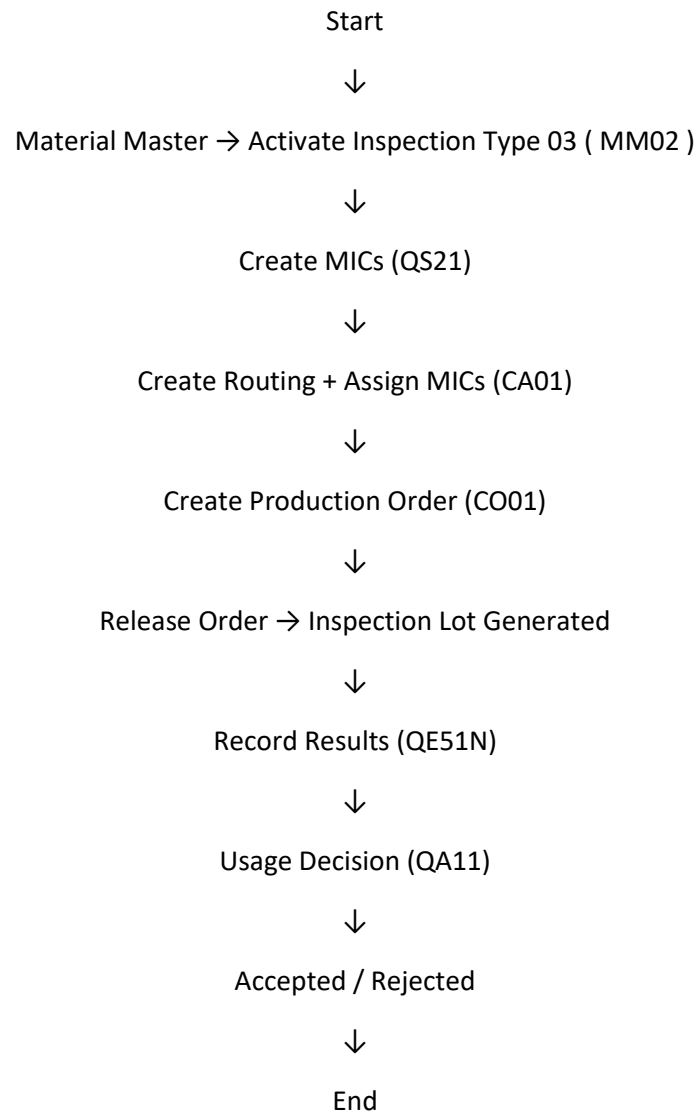 Start
↓
Material Master → Activate Inspection Type 03 ( MM02 )
↓
Create MICs (QS21)
↓
Create Routing + Assign MICs (CA01)
↓
Create Production Order (CO01)
↓
Release Order → Inspection Lot Generated
↓
Record Results (QE51N)
↓
Usage Decision (QA11)
↓
Accepted / Rejected
↓
End